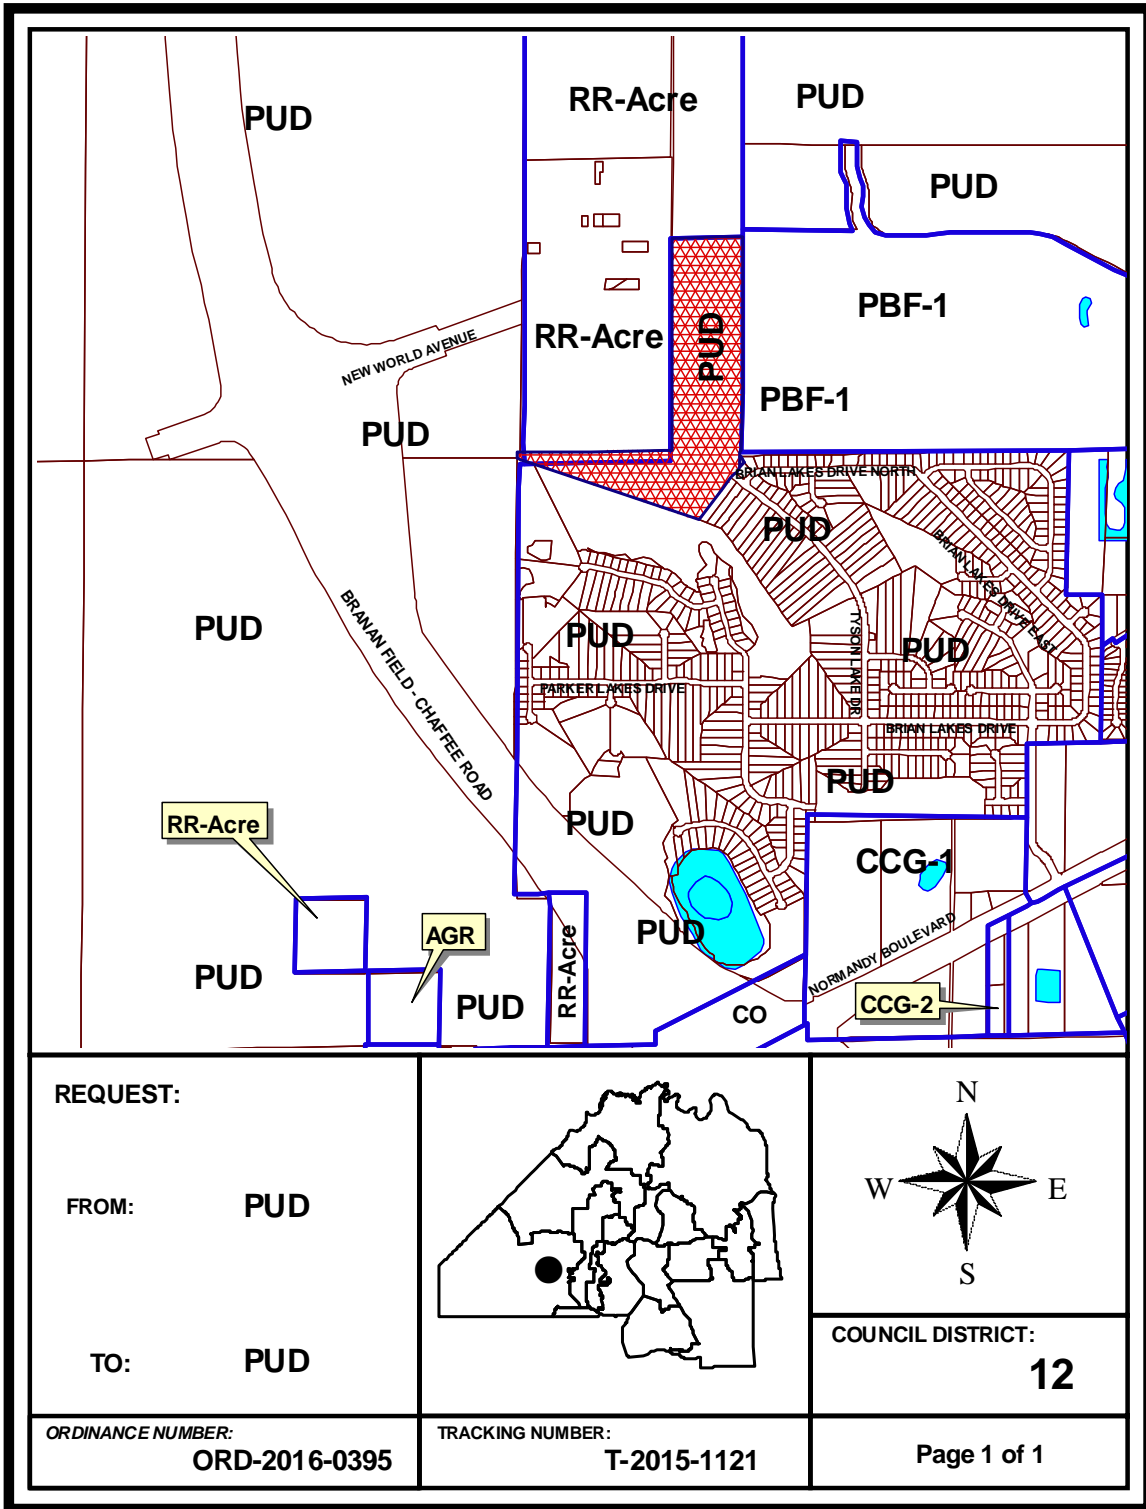 PUD
RR-Acre
PUD
PUD
PBF-1
RR-Acre
PUD
NEW WORLD AVENUE
PBF-1
PUD
BRIAN LAKES DRIVE NORTH
PUD
BRIAN LAKES DRIVE EAST
BRANAN FIELD - CHAFFEE ROAD
PUD
PUD
TYSON LAKE DR
PUD
PARKER LAKES DRIVE
BRIAN LAKES DRIVE
PUD
RR-Acre
PUD
CCG-1
AGR
PUD
RR-Acre
PUD
NORMANDY BOULEVARD
PUD
CCG-2
CO
REQUEST:
FROM: PUD
TO: PUD
N
W E
S
COUNCIL DISTRICT:
12
ORDINANCE NUMBER:
ORD-2016-0395
TRACKING NUMBER:
T-2015-1121
Page 1 of 1